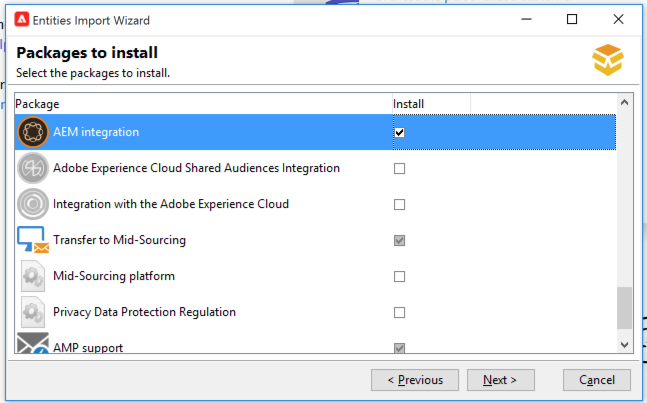 Entities Import Wizard
Packages to install
Select the packages to install.
Package Install
AEM integration
Adobe Experience Cloud Shared Audiences Integration
Integration with the Adobe Experience Cloud
Transfer to Mid-Sourcing
Mid-Sourcing platform
Privacy Data Protection Regulation
AMP support
< Previous Next > Cancel